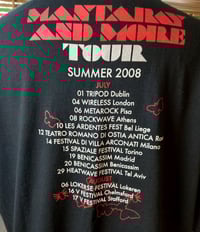 MANTARAY
AND MORE
TOUR
SUMMER 2008
JULY
01 TRIPOD Dublin
04 WIRELESS London
06 METAROCK Pisa
08 ROCKWAVE Athens
10 LES ARDENTES FEST Bel Liege
12 TEATRO ROMANO DI OSTIA ANTICA Ro
14 FESTIVAL DI VILLA ARCONATI Milano
15 SPAZIALE FESTIVAL Torino
19 BENICASSIM Madrid
20 BENICASSIM Benicassim
29 HEATWAVE FESTIVAL Tel Aviv
AUGUST
06 LOKERSE FESTIVAL Lokeren
16 V FESTIVAL Chelmsford
17 V FESTIVAL Stafford